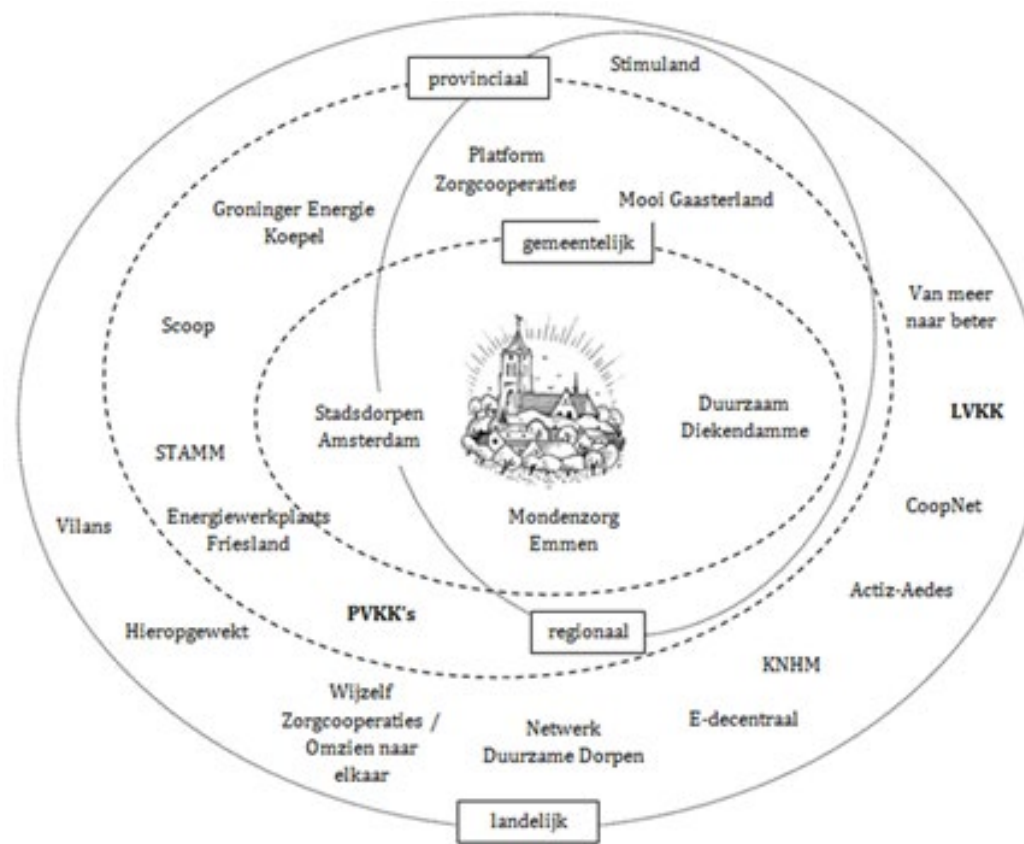 provinciaal
Stimuland
Platform
Zorgcooperaties
Mooi Gaasterland
Groninger Energie
Koepel
gemeentelijk
Van meer
naar beter
Scoop
Stadsdorpen
Amsterdam
Duurzaam
Diekendamme
LVKK
STAMM
Vilans
Energiewerkplaats
Friesland
Mondenzorg
Emmen
CoopNet
Actiz-Aedes
Hieropgewekt
PVKK's
regionaal
KNHM
Wijzelf
Zorgcooperaties /
Omzien naar
elkaar
Netwerk
Duurzame Dorpen
E-decentraal
landelijk